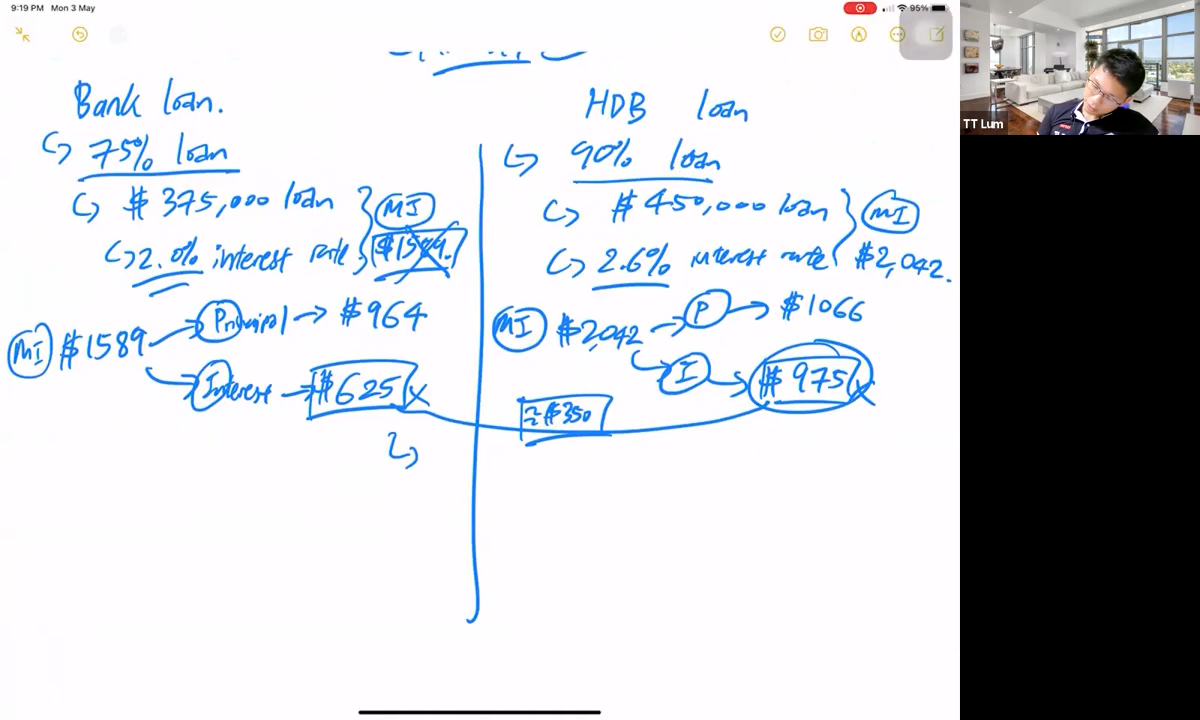 9:19 PM Mon 3 May
95%
Bank loan.
75% loan
$375,000 loan
2.0% interest rate
MI
$1589.
MI $1589
Principal → $964
Interest → $625 x
HDB loan
90% loan
$450,000 loan
2.6% interest rate
MI
$2,042.
MI $2,042
P → $1066
I → $975 x
≈$350
TT Lum